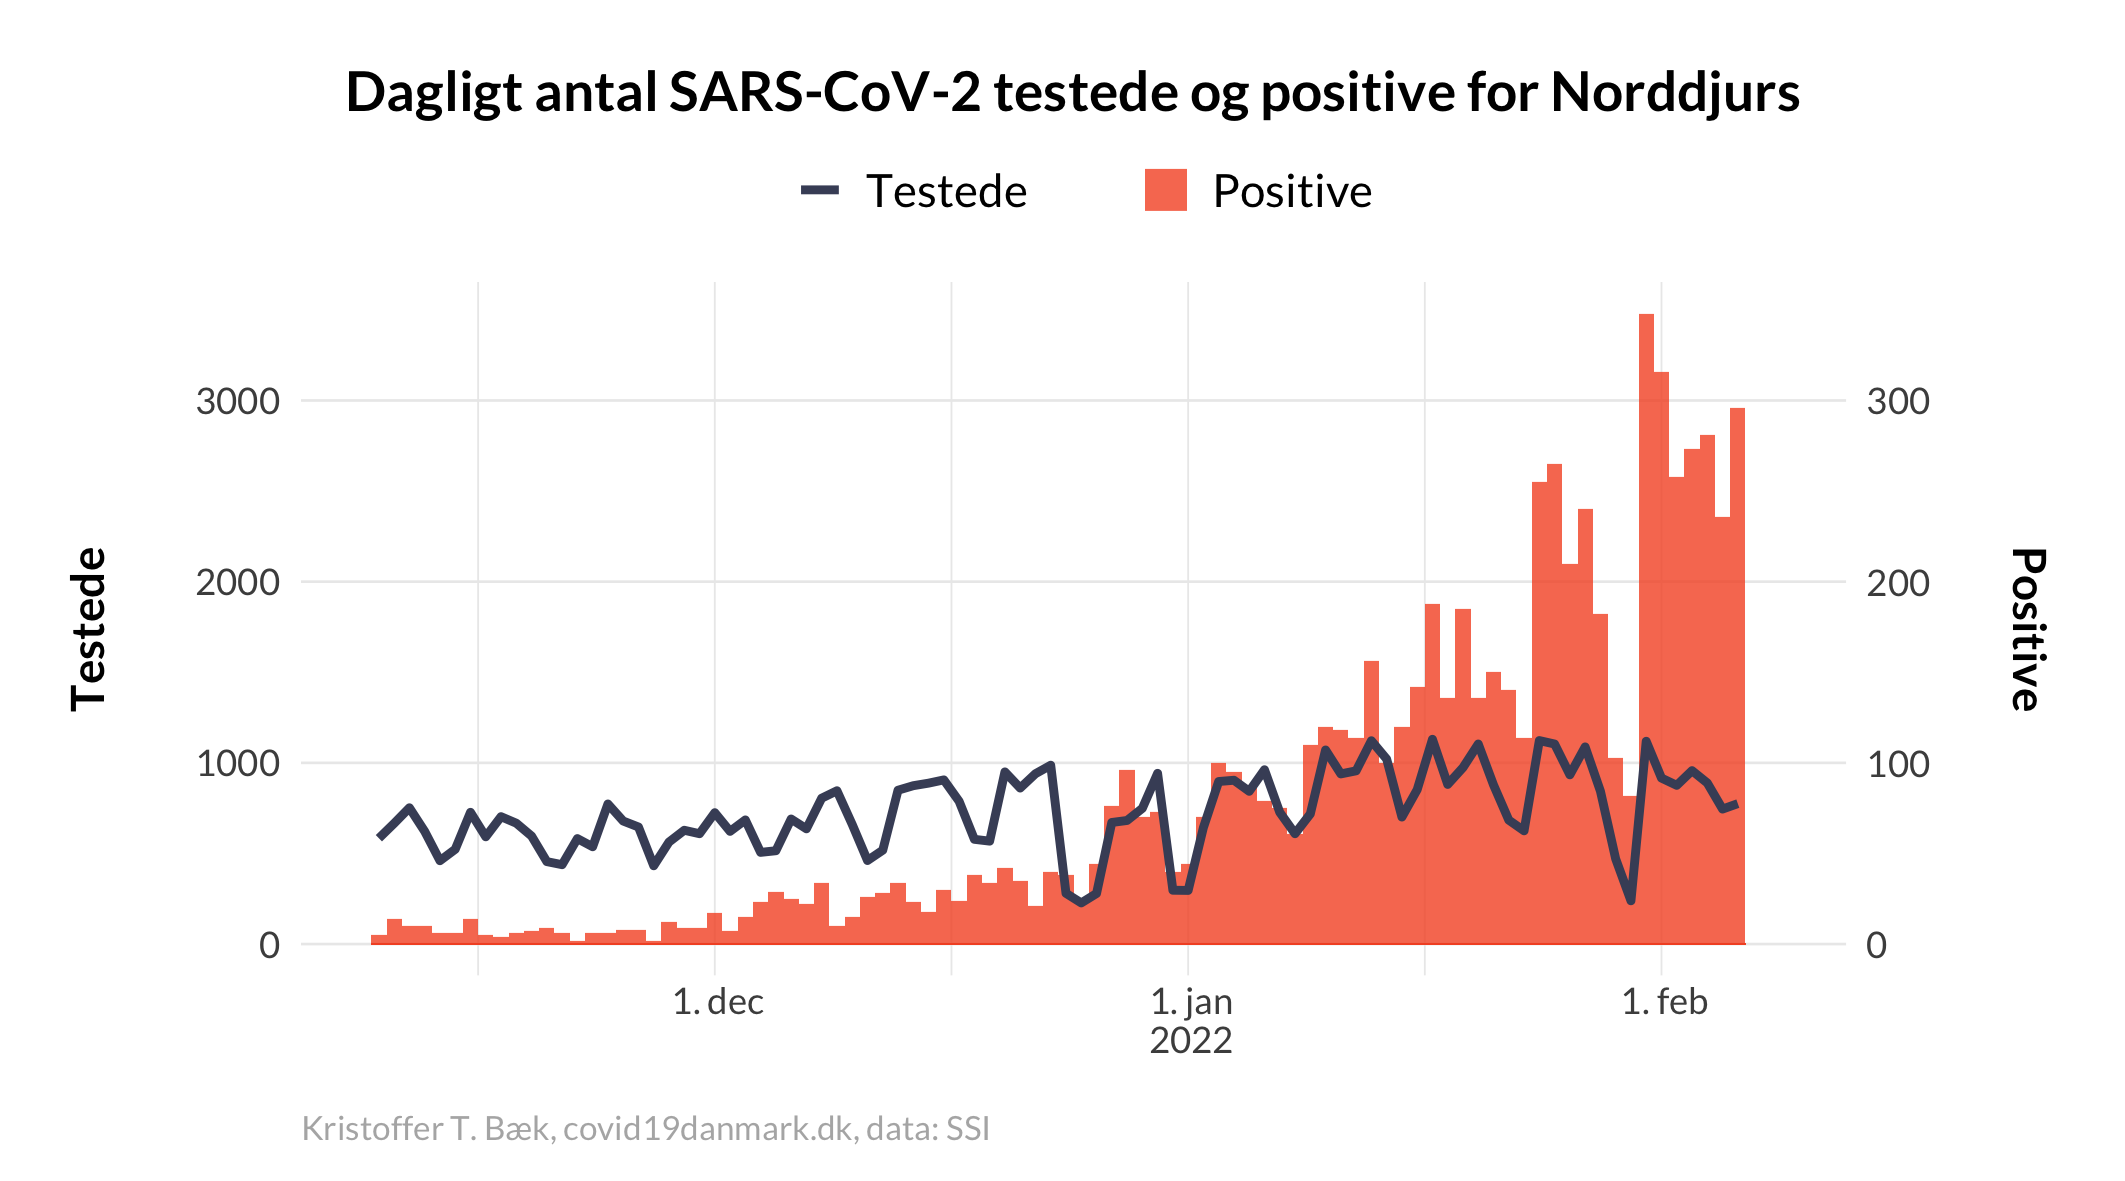 Dagligt antal SARS-CoV-2 testede og positive for Norddjurs
Testede
Positive
3000
2000
1000
0
300
200
100
0
Testede
Positive
1. dec
1. jan
2022
1. feb
Kristoffer T. Bæk, covid19danmark.dk, data: SSI